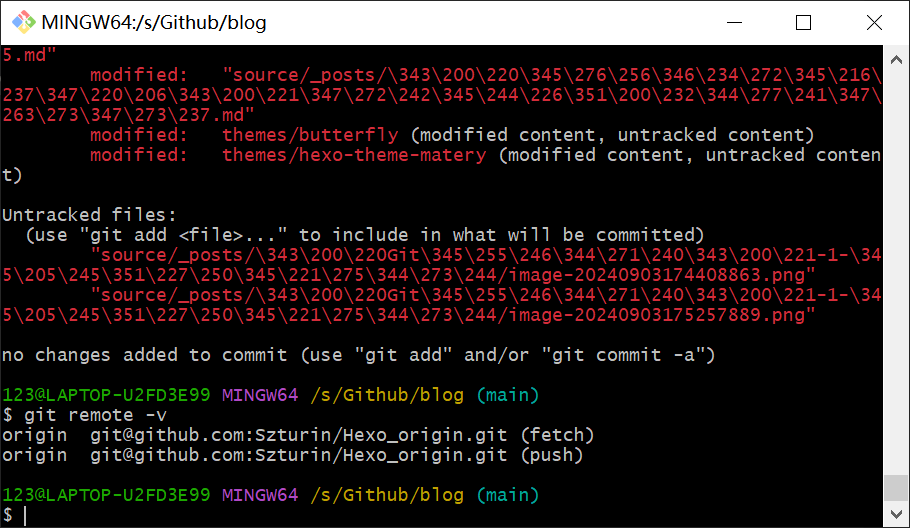 MINGW64:/s/Github/blog
5.md"
        modified:   "source/_posts/\343\200\220\345\276\256\346\234\272\345\216\
237\347\220\206\343\200\221\347\272\242\345\244\226\351\200\232\344\277\241\347\
263\273\347\273\237.md"
        modified:   themes/butterfly (modified content, untracked content)
        modified:   themes/hexo-theme-matery (modified content, untracked conten
t)
Untracked files:
  (use "git add <file>..." to include in what will be committed)
        "source/_posts/\343\200\220Git\345\255\246\344\271\240\343\200\221-1-\34
5\205\245\351\227\250\345\221\275\344\273\244/image-20240903174408863.png"
        "source/_posts/\343\200\220Git\345\255\246\344\271\240\343\200\221-1-\34
5\205\245\351\227\250\345\221\275\344\273\244/image-20240903175257889.png"
no changes added to commit (use "git add" and/or "git commit -a")
123@LAPTOP-U2FD3E99 MINGW64 /s/Github/blog (main)
$ git remote -v
origin  git@github.com:Szturin/Hexo_origin.git (fetch)
origin  git@github.com:Szturin/Hexo_origin.git (push)
123@LAPTOP-U2FD3E99 MINGW64 /s/Github/blog (main)
$